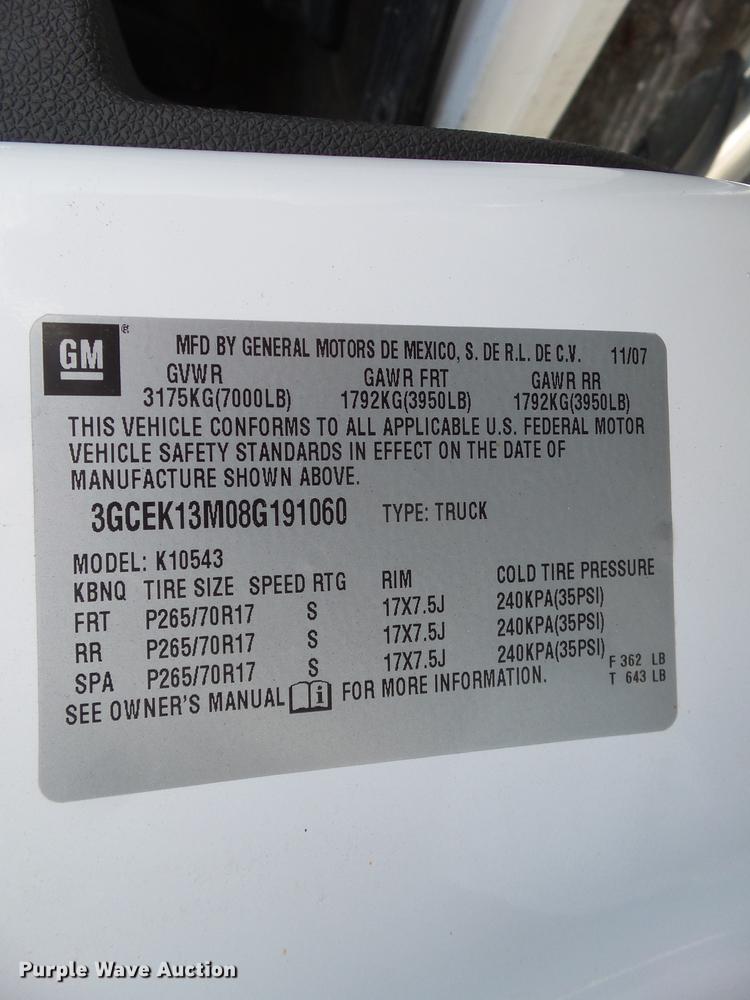 GM ®
MFD BY GENERAL MOTORS DE MEXICO, S. DE R.L. DE C.V. 11/07
GVWR GAWR FRT GAWR RR
3175KG(7000LB) 1792KG(3950LB) 1792KG(3950LB)
THIS VEHICLE CONFORMS TO ALL APPLICABLE U.S. FEDERAL MOTOR
VEHICLE SAFETY STANDARDS IN EFFECT ON THE DATE OF
MANUFACTURE SHOWN ABOVE.
3GCEK13M08G191060 TYPE: TRUCK
MODEL: K10543
KBNQ TIRE SIZE SPEED RTG RIM COLD TIRE PRESSURE
FRT P265/70R17 S 17X7.5J 240KPA(35PSI)
RR P265/70R17 S 17X7.5J 240KPA(35PSI)
SPA P265/70R17 S 17X7.5J 240KPA(35PSI)
F 362 LB
T 643 LB
SEE OWNER'S MANUAL i FOR MORE INFORMATION.
Purple Wave Auction